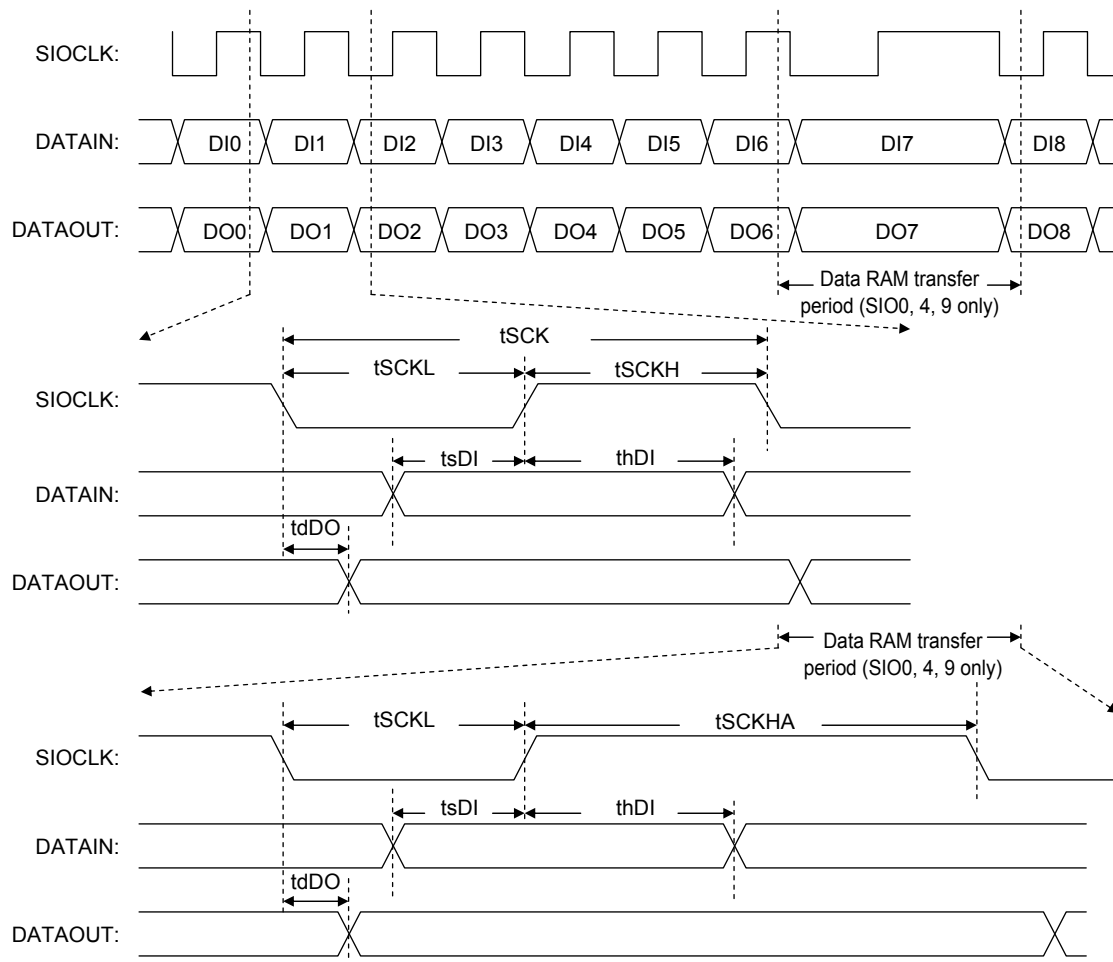 SIOCLK:
DATAIN: DI0 DI1 DI2 DI3 DI4 DI5 DI6 DI7 DI8
DATAOUT: DO0 DO1 DO2 DO3 DO4 DO5 DO6 DO7 DO8
Data RAM transfer
period (SIO0, 4, 9 only)
tSCK
tSCKL tSCKH
SIOCLK:
tsDI thDI
DATAIN:
tdDO
DATAOUT:
Data RAM transfer
period (SIO0, 4, 9 only)
tSCKL tSCKHA
SIOCLK:
tsDI thDI
DATAIN:
tdDO
DATAOUT: